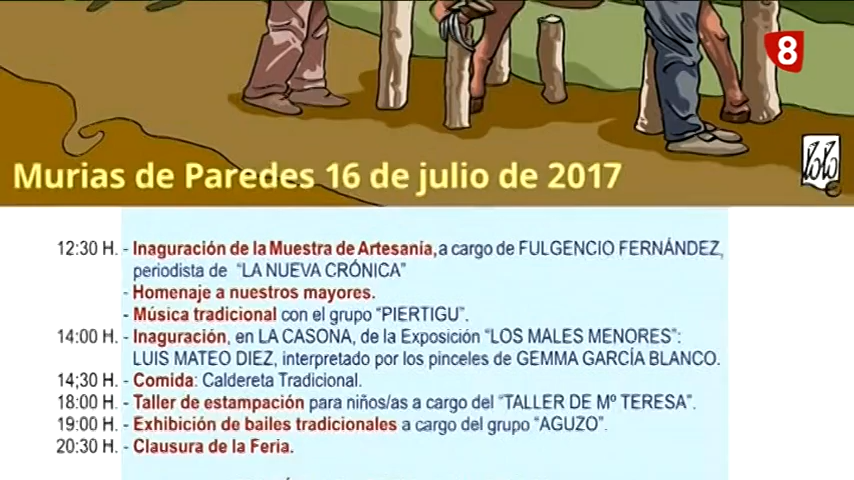 8
Murias de Paredes 16 de julio de 2017
12:30 H. - Inaguración de la Muestra de Artesanía, a cargo de FULGENCIO FERNÁNDEZ,
periodista de "LA NUEVA CRÓNICA"
- Homenaje a nuestros mayores.
- Música tradicional con el grupo "PIERTIGU".
14:00 H. - Inaguración, en LA CASONA, de la Exposición "LOS MALES MENORES":
LUIS MATEO DIEZ, interpretado por los pinceles de GEMMA GARCÍA BLANCO.
14;30 H. - Comida: Caldereta Tradicional.
18:00 H. - Taller de estampación para niños/as a cargo del "TALLER DE Mº TERESA".
19:00 H. - Exhibición de bailes tradicionales a cargo del grupo "AGUZO".
20:30 H. - Clausura de la Feria.